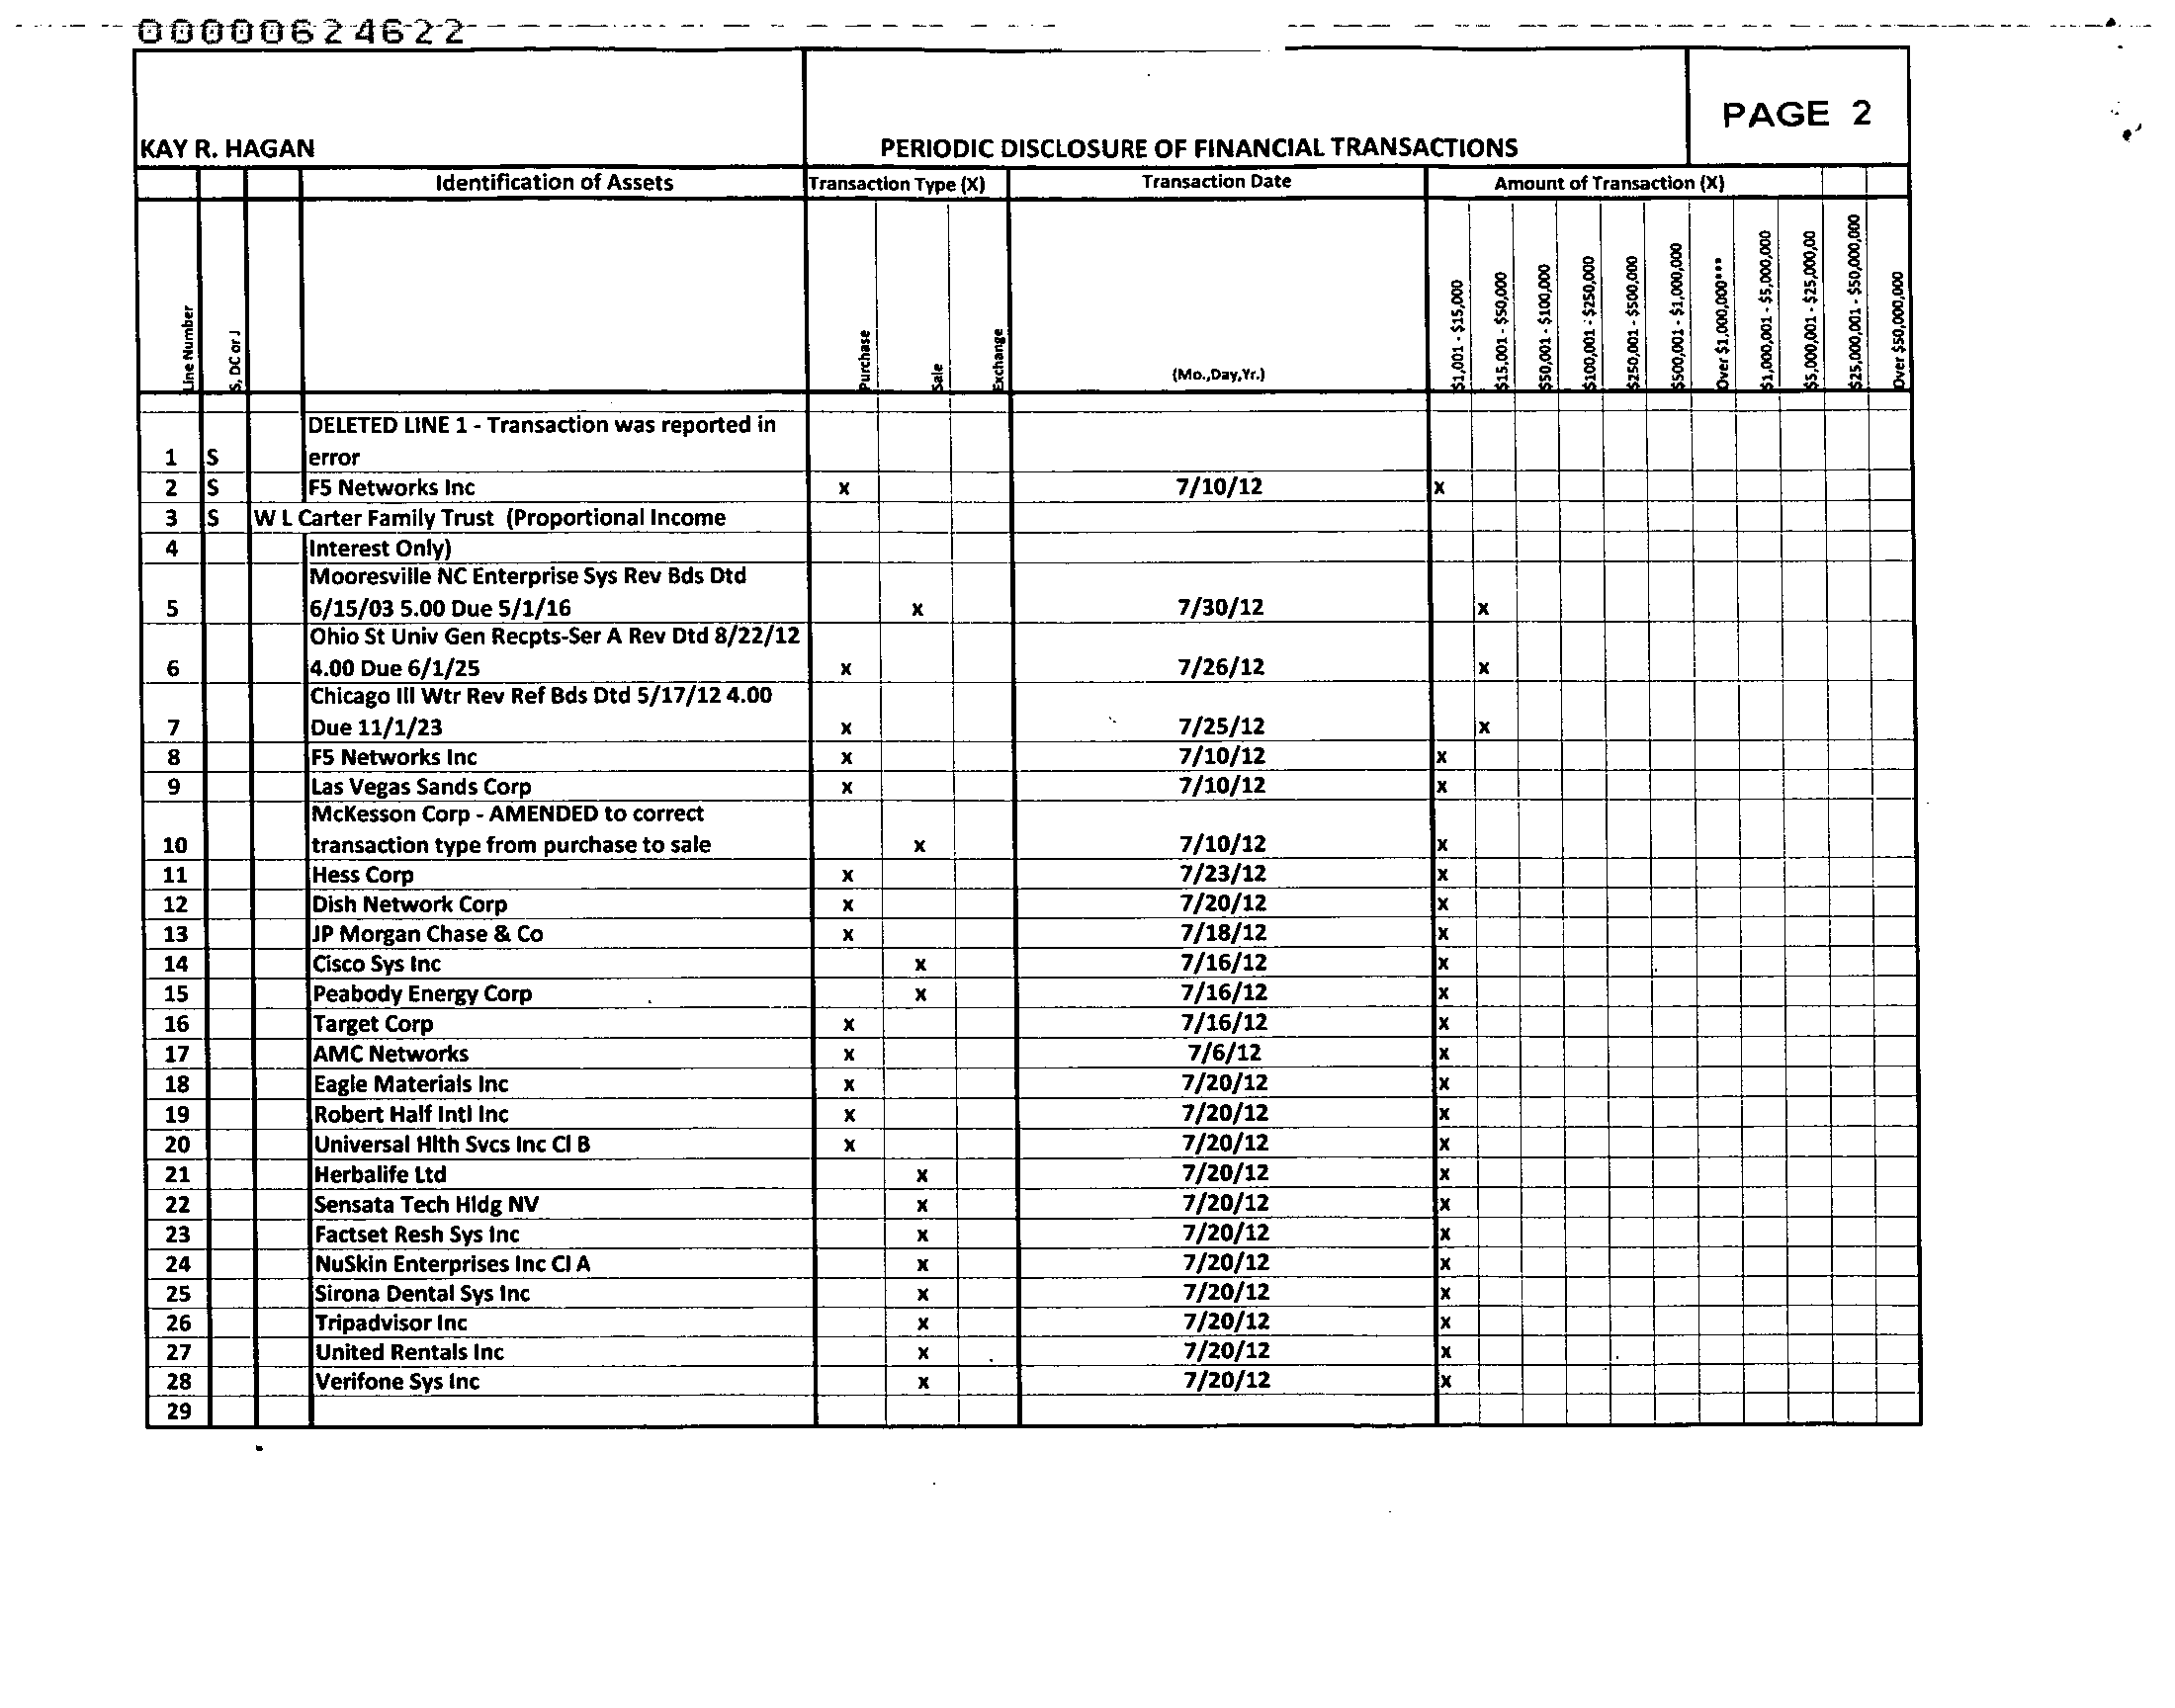 00000624622
PAGE 2
KAY R. HAGAN PERIODIC DISCLOSURE OF FINANCIAL TRANSACTIONS
Identification of Assets Transaction Type (X) Transaction Date Amount of Transaction (X)
Line Number
S, DC or J
Purchase
Sale
Exchange
(Mo.,Day,Yr.)
$1,001 - $15,000
$15,001 - $50,000
$50,001 - $100,000
$100,001 - $250,000
$250,001 - $500,000
$500,001 - $1,000,000
Over $1,000,000***
$1,000,001 - $5,000,000
$5,000,001 - $25,000,00
$25,000,001 - $50,000,000
Over $50,000,000
DELETED LINE 1 - Transaction was reported in
1 S error
2 S F5 Networks Inc x 7/10/12 x
3 S W L Carter Family Trust (Proportional Income
4 Interest Only)
Mooresville NC Enterprise Sys Rev Bds Dtd
5 6/15/03 5.00 Due 5/1/16 x 7/30/12 x
Ohio St Univ Gen Recpts-Ser A Rev Dtd 8/22/12
6 4.00 Due 6/1/25 x 7/26/12 x
Chicago Ill Wtr Rev Ref Bds Dtd 5/17/12 4.00
7 Due 11/1/23 x 7/25/12 x
8 F5 Networks Inc x 7/10/12 x
9 Las Vegas Sands Corp x 7/10/12 x
McKesson Corp - AMENDED to correct
10 transaction type from purchase to sale x 7/10/12 x
11 Hess Corp x 7/23/12 x
12 Dish Network Corp x 7/20/12 x
13 JP Morgan Chase & Co x 7/18/12 x
14 Cisco Sys Inc x 7/16/12 x
15 Peabody Energy Corp x 7/16/12 x
16 Target Corp x 7/16/12 x
17 AMC Networks x 7/6/12 x
18 Eagle Materials Inc x 7/20/12 x
19 Robert Half Intl Inc x 7/20/12 x
20 Universal Hlth Svcs Inc Cl B x 7/20/12 x
21 Herbalife Ltd x 7/20/12 x
22 Sensata Tech Hldg NV x 7/20/12 x
23 Factset Resh Sys Inc x 7/20/12 x
24 NuSkin Enterprises Inc Cl A x 7/20/12 x
25 Sirona Dental Sys Inc x 7/20/12 x
26 Tripadvisor Inc x 7/20/12 x
27 United Rentals Inc x 7/20/12 x
28 Verifone Sys Inc x 7/20/12 x
29